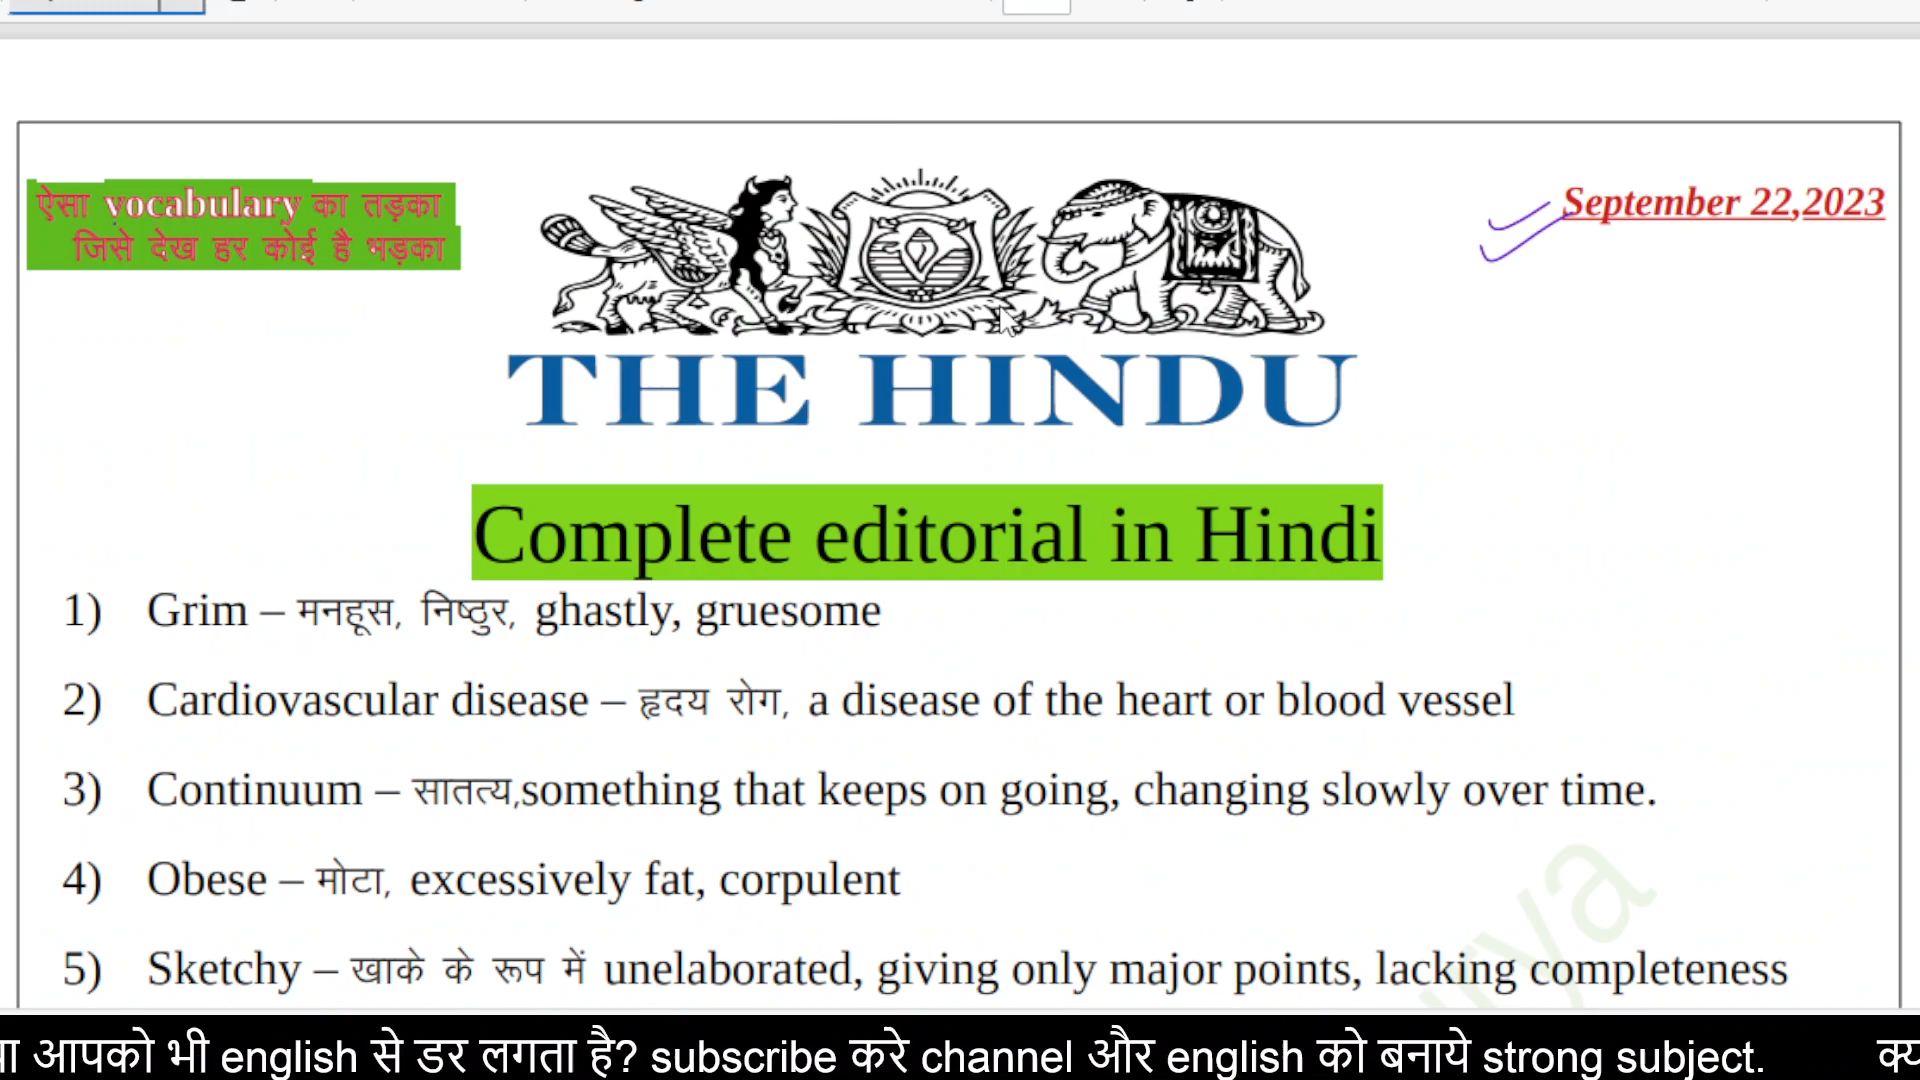 ऐसा vocabulary का तड़का
जिसे देख हर कोई है भड़का
September 22,2023
THE HINDU
Complete editorial in Hindi
1) Grim – मनहूस, निष्ठुर, ghastly, gruesome
2) Cardiovascular disease – हृदय रोग, a disease of the heart or blood vessel
3) Continuum – सातत्य,something that keeps on going, changing slowly over time.
4) Obese – मोटा, excessively fat, corpulent
5) Sketchy – खाके के रूप में unelaborated, giving only major points, lacking completeness
आपको भी english से डर लगता है? subscribe करे channel और english को बनाये strong subject.